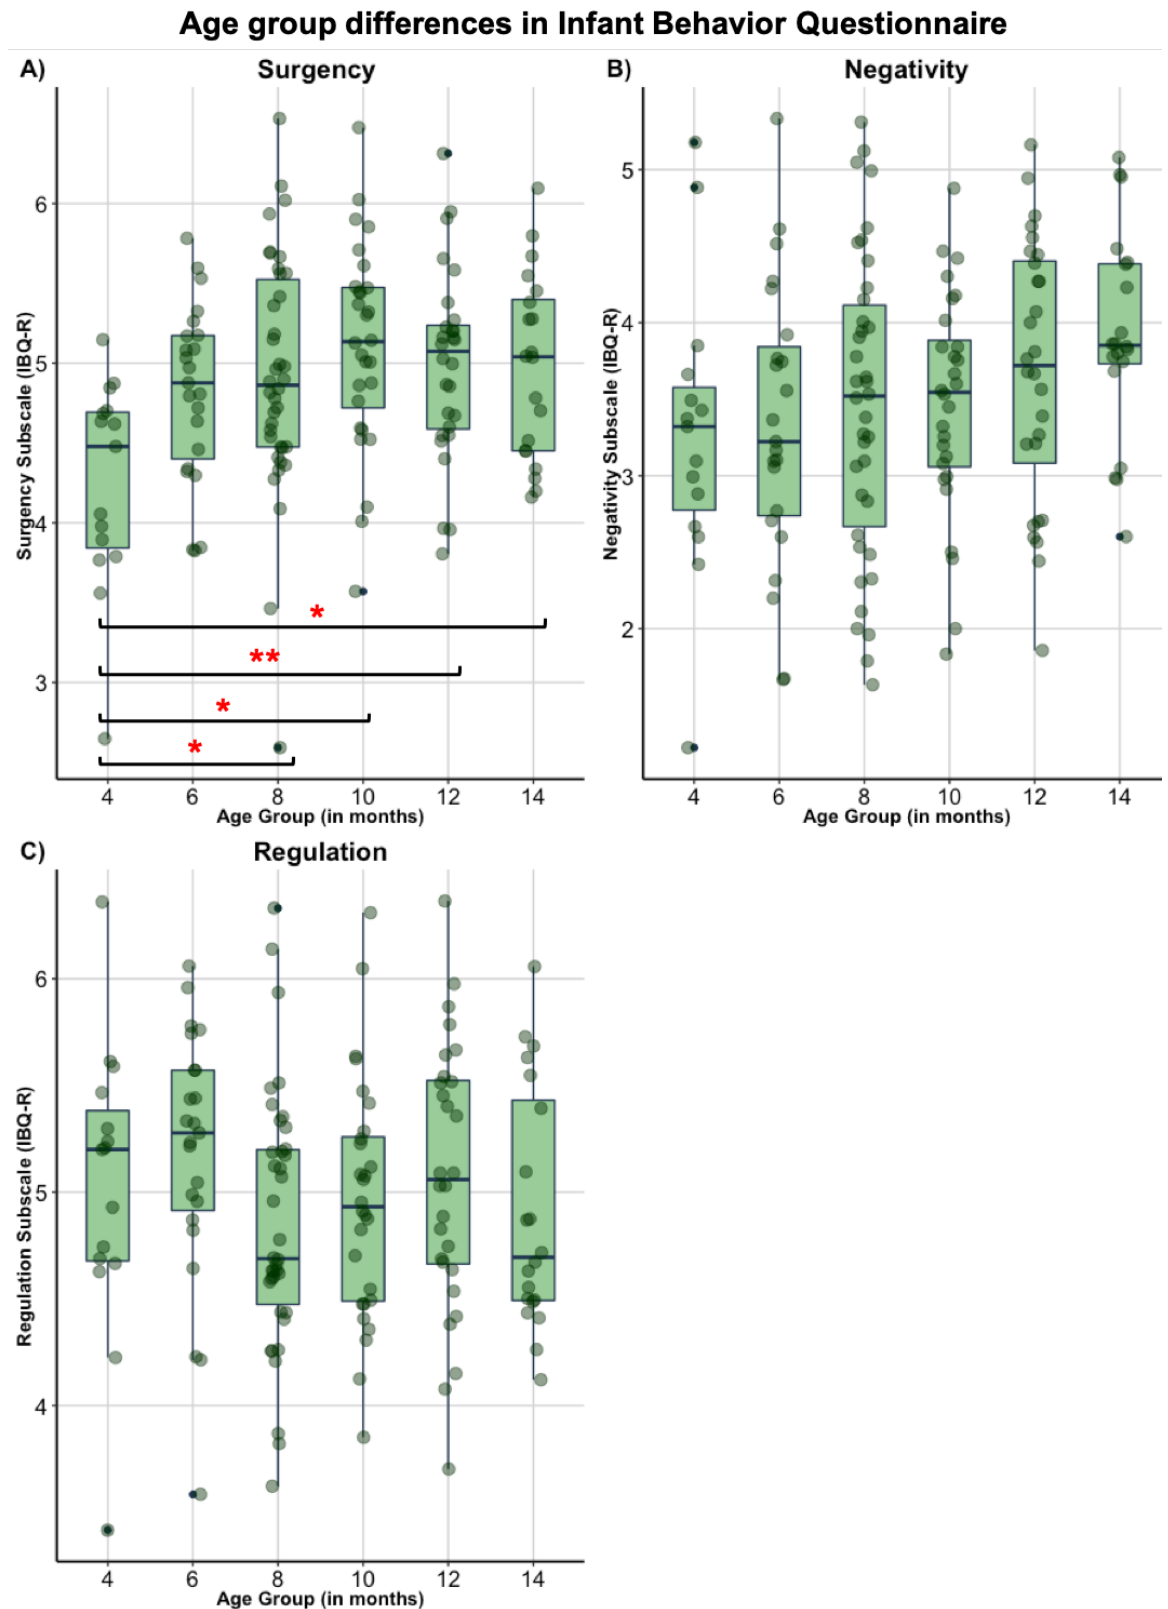 Age group differences in Infant Behavior Questionnaire
A)
Surgency
Surgency Subscale (IBQ-R)
6
5
4
3
*
**
*
*
4 6 8 10 12 14
Age Group (in months)
B)
Negativity
Negativity Subscale (IBQ-R)
5
4
3
2
4 6 8 10 12 14
Age Group (in months)
C)
Regulation
Regulation Subscale (IBQ-R)
6
5
4
4 6 8 10 12 14
Age Group (in months)